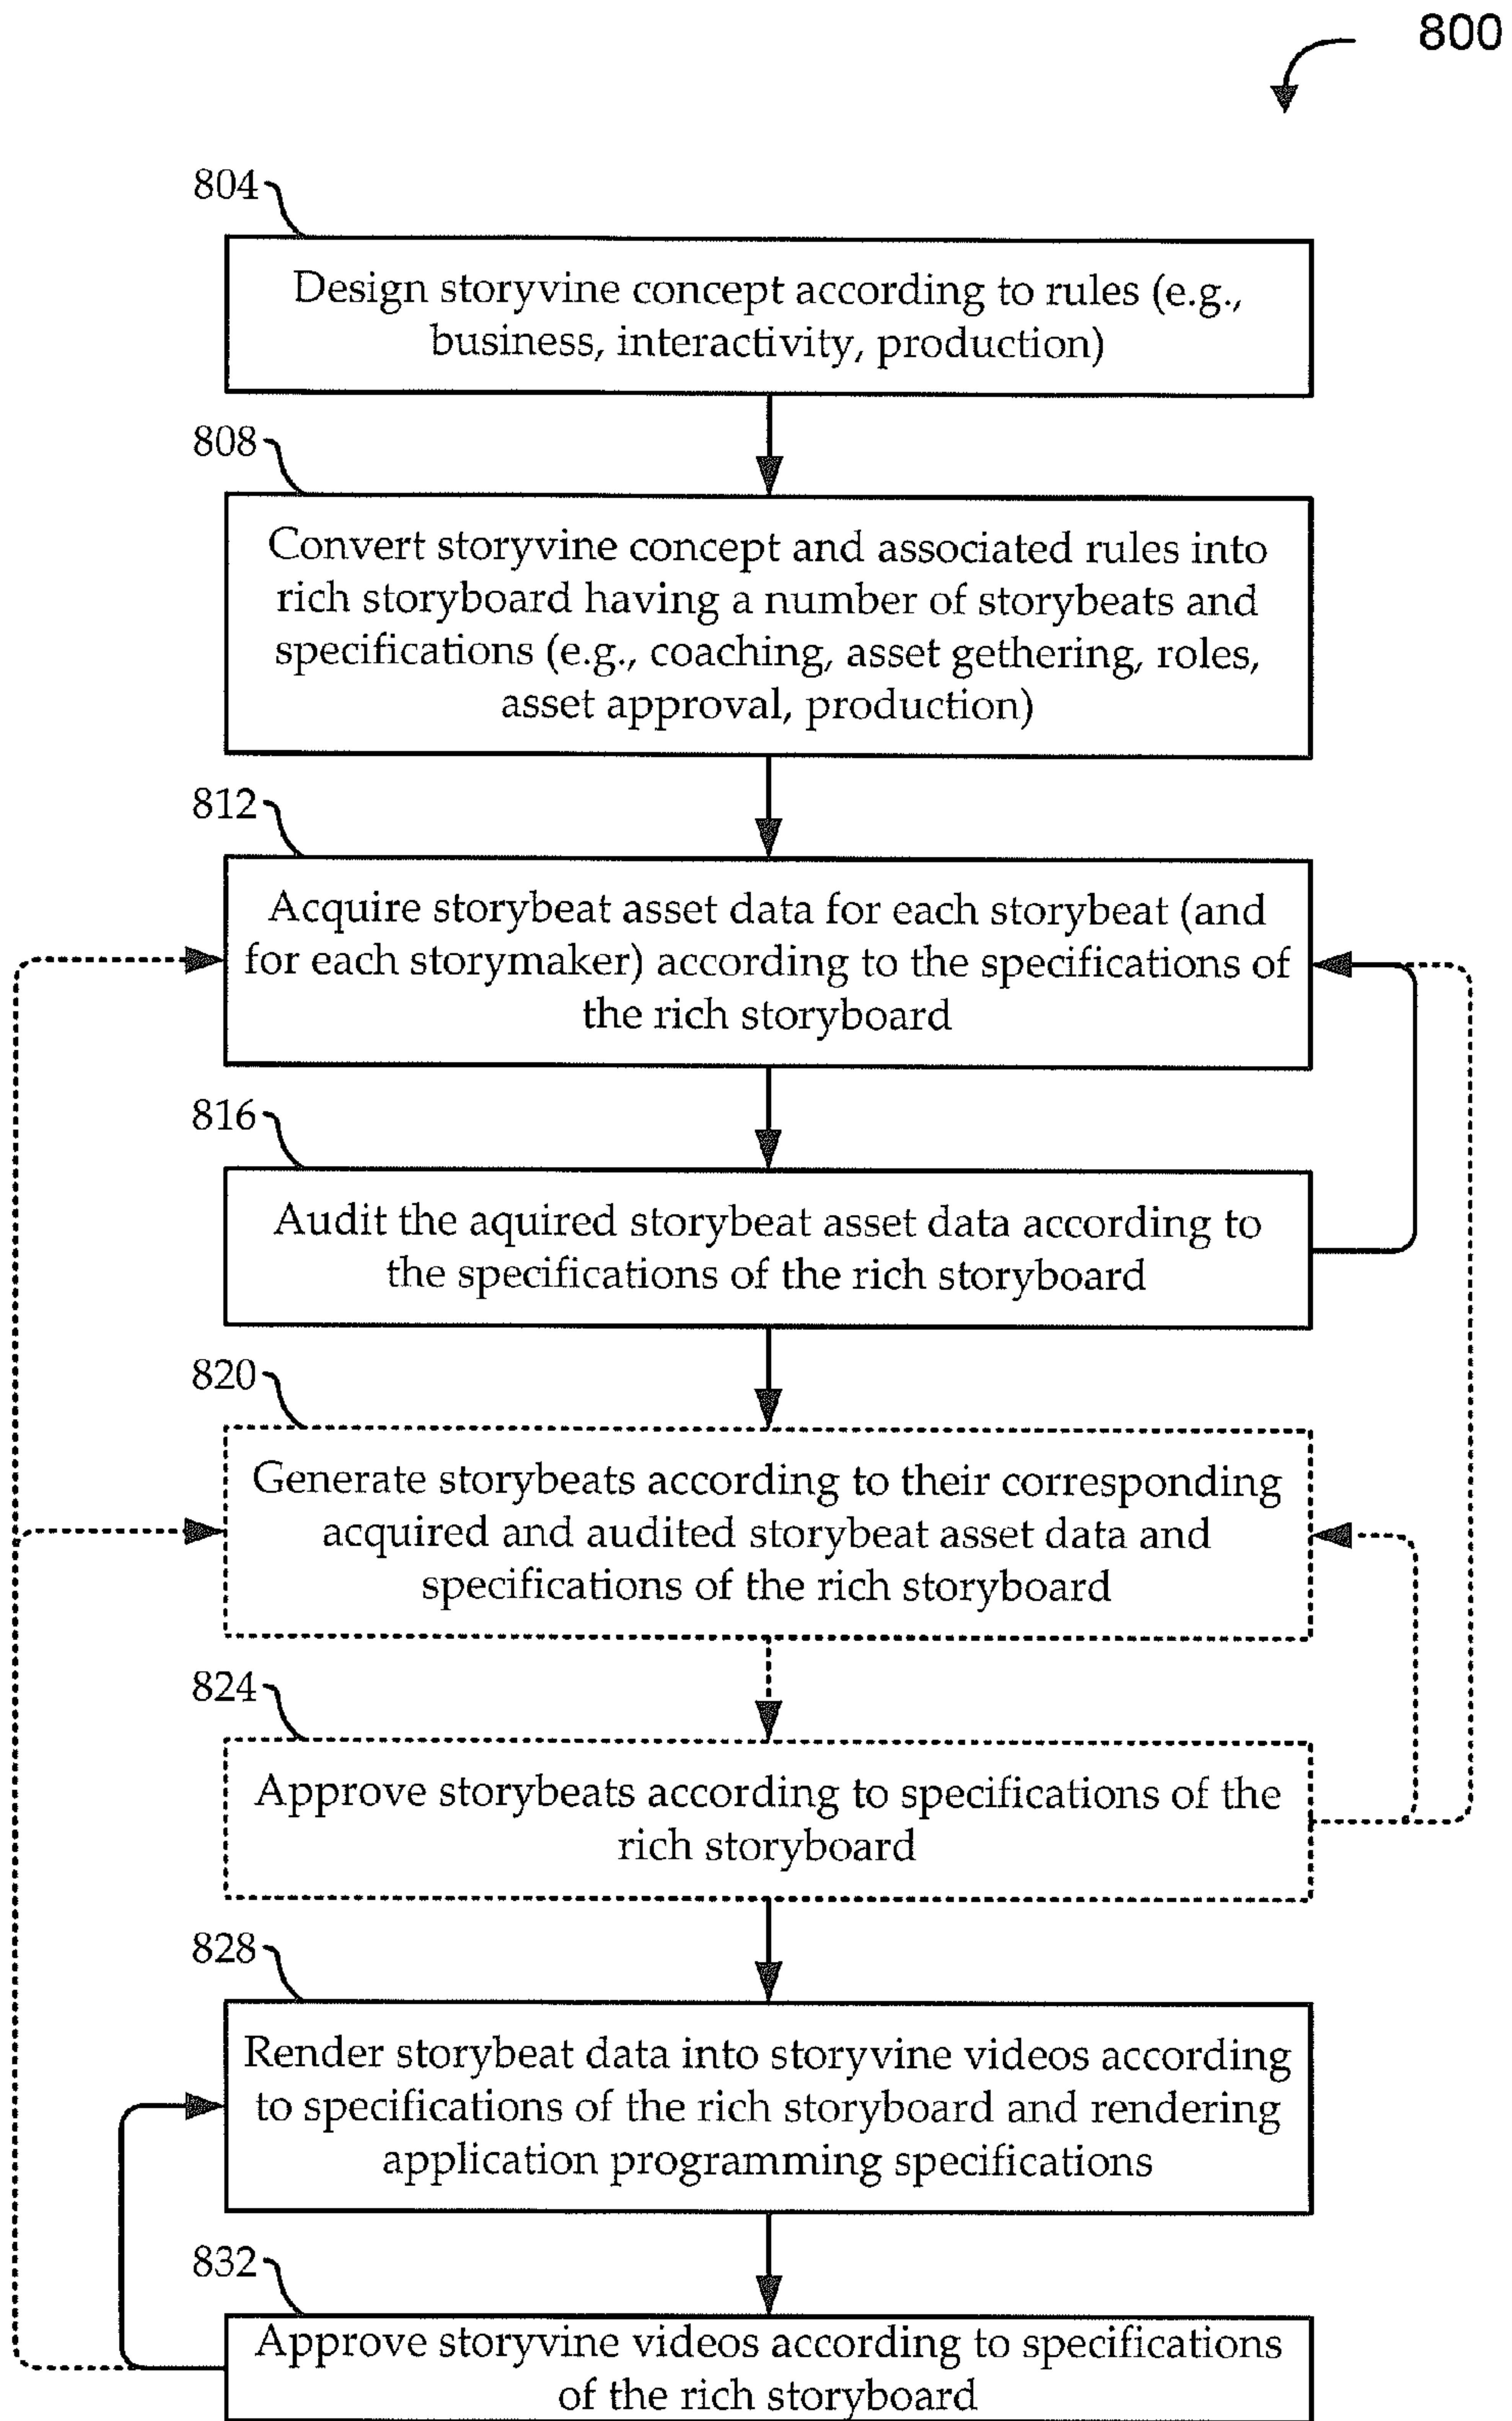 800
804
Design storyvine concept according to rules (e.g.,
business, interactivity, production)
808
Convert storyvine concept and associated rules into
rich storyboard having a number of storybeats and
specifications (e.g., coaching, asset gethering, roles,
asset approval, production)
812
Acquire storybeat asset data for each storybeat (and
for each storymaker) according to the specifications of
the rich storyboard
816
Audit the aquired storybeat asset data according to
the specifications of the rich storyboard
820
Generate storybeats according to their corresponding
acquired and audited storybeat asset data and
specifications of the rich storyboard
824
Approve storybeats according to specifications of the
rich storyboard
828
Render storybeat data into storyvine videos according
to specifications of the rich storyboard and rendering
application programming specifications
832
Approve storyvine videos according to specifications
of the rich storyboard